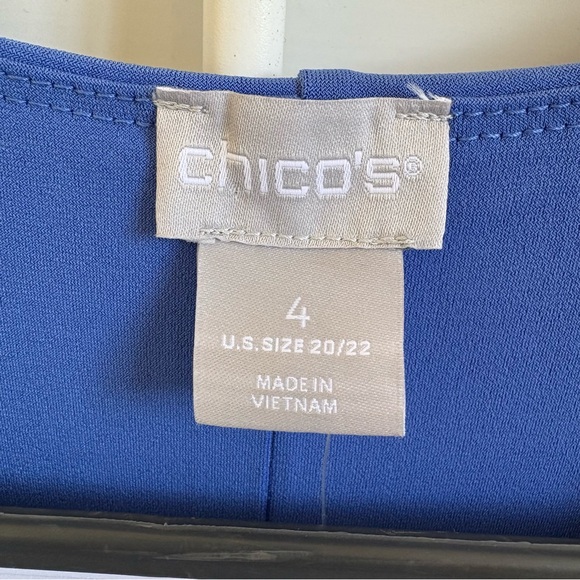 chico's®
4
U.S. SIZE 20/22
MADE IN
VIETNAM